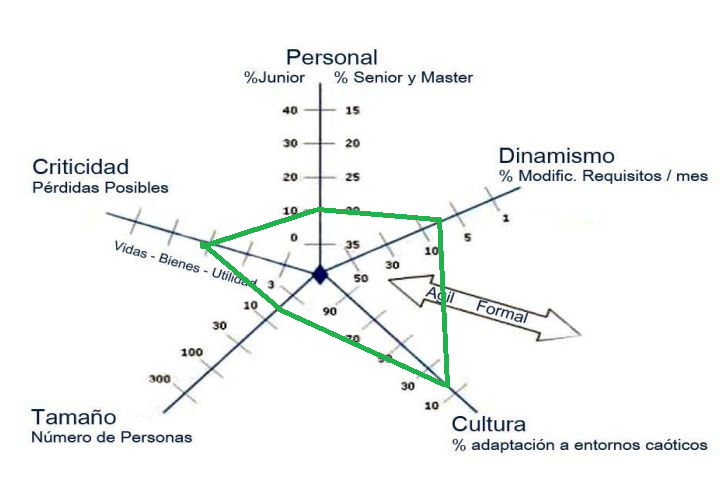 Personal
%Junior % Senior y Master
40 15
30 20
20 25
10
0 35
Criticidad
Pérdidas Posibles
Vidas - Bienes - Utilidad
Dinamismo
% Modific. Requisitos / mes
1
5
10
30
50
Agil Formal
3
10
30
100
300
Tamaño
Número de Personas
90
70
30
10
Cultura
% adaptación a entornos caóticos